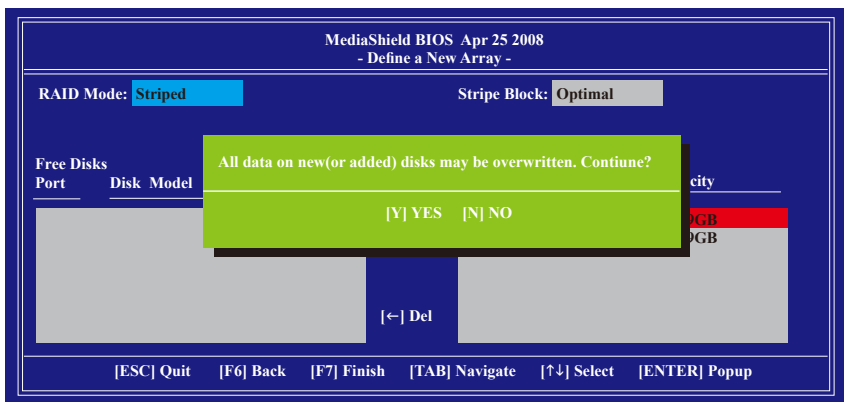 MediaShield BIOS Apr 25 2008
- Define a New Array -
RAID Mode: Striped Stripe Block: Optimal
All data on new(or added) disks may be overwritten. Contiune?
[Y] YES [N] NO
Free Disks
Port Disk Model city
GB
GB
[←] Del
[ESC] Quit [F6] Back [F7] Finish [TAB] Navigate [↑↓] Select [ENTER] Popup